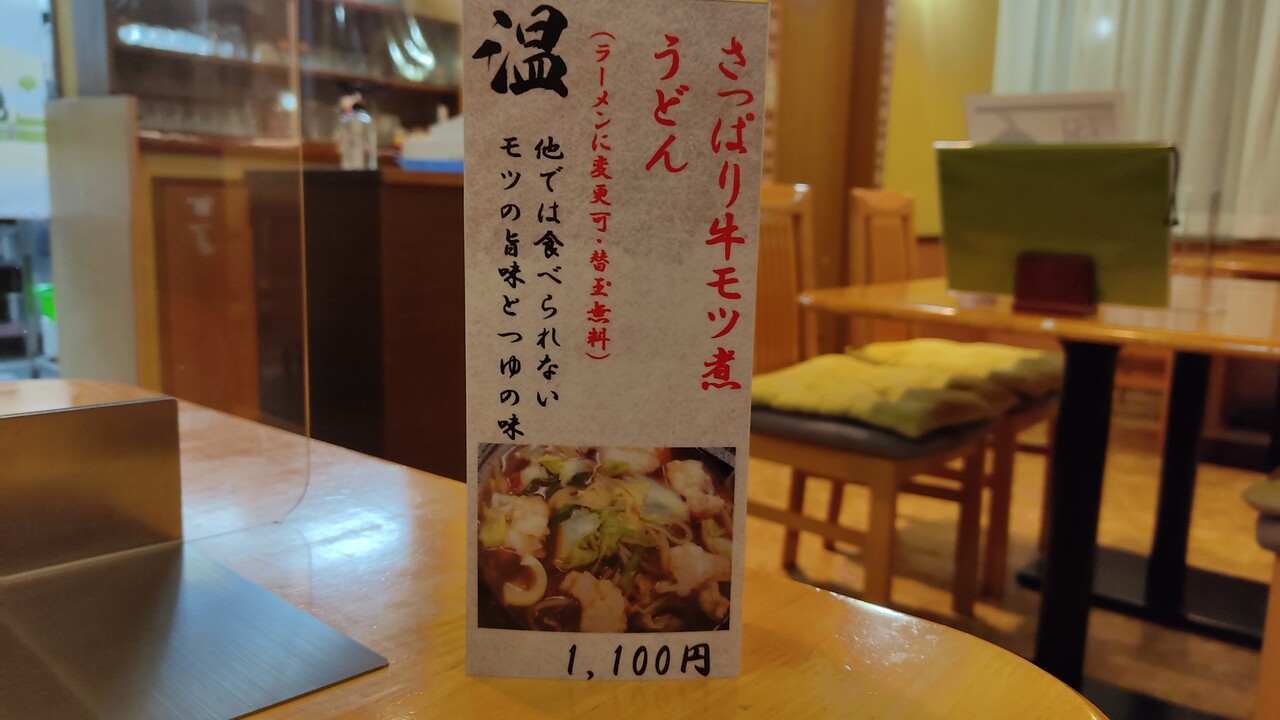 さっぱり牛モツ煮
うどん
（ラーメンに変更可・替玉無料）
温
他では食べられない
モツの旨味とつゆの味
1,100円